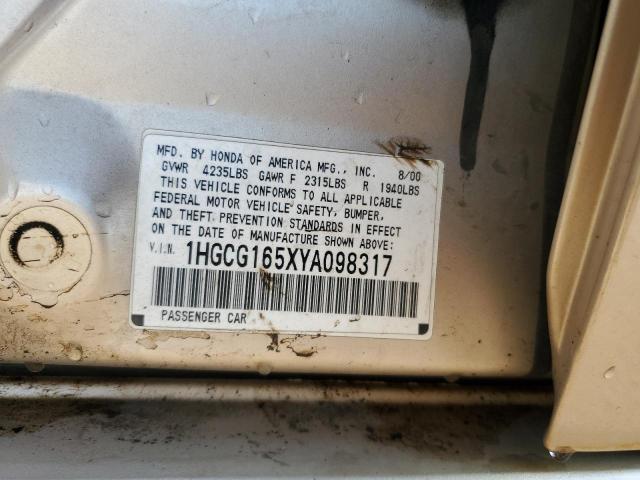 MFD. BY HONDA OF AMERICA MFG., INC. 8/00
GVWR 4235LBS GAWR F 2315LBS R 1940LBS
THIS VEHICLE CONFORMS TO ALL APPLICABLE
FEDERAL MOTOR VEHICLE SAFETY, BUMPER,
AND THEFT PREVENTION STANDARDS IN EFFECT
ON THE DATE OF MANUFACTURE SHOWN ABOVE:
V.I.N. 1HGCG165XYA098317
PASSENGER CAR